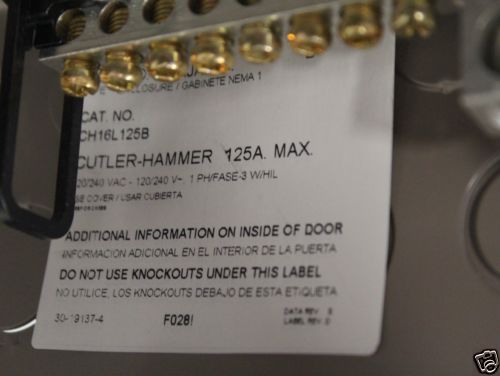 CLOSURE / GABINETE NEMA 1
CAT. NO.
CH16L125B
CUTLER-HAMMER 125A. MAX.
120/240 VAC - 120/240 V~, 1 PH/FASE-3 W/HIL
SE COVER / USAR CUBIERTA
ADDITIONAL INFORMATION ON INSIDE OF DOOR
INFORMACION ADICIONAL EN EL INTERIOR DE LA PUERTA
DO NOT USE KNOCKOUTS UNDER THIS LABEL
NO UTILICE, LOS KNOCKOUTS DEBAJO DE ESTA ETIQUETA
30-19137-4 F028I DATA REV
LABEL REV